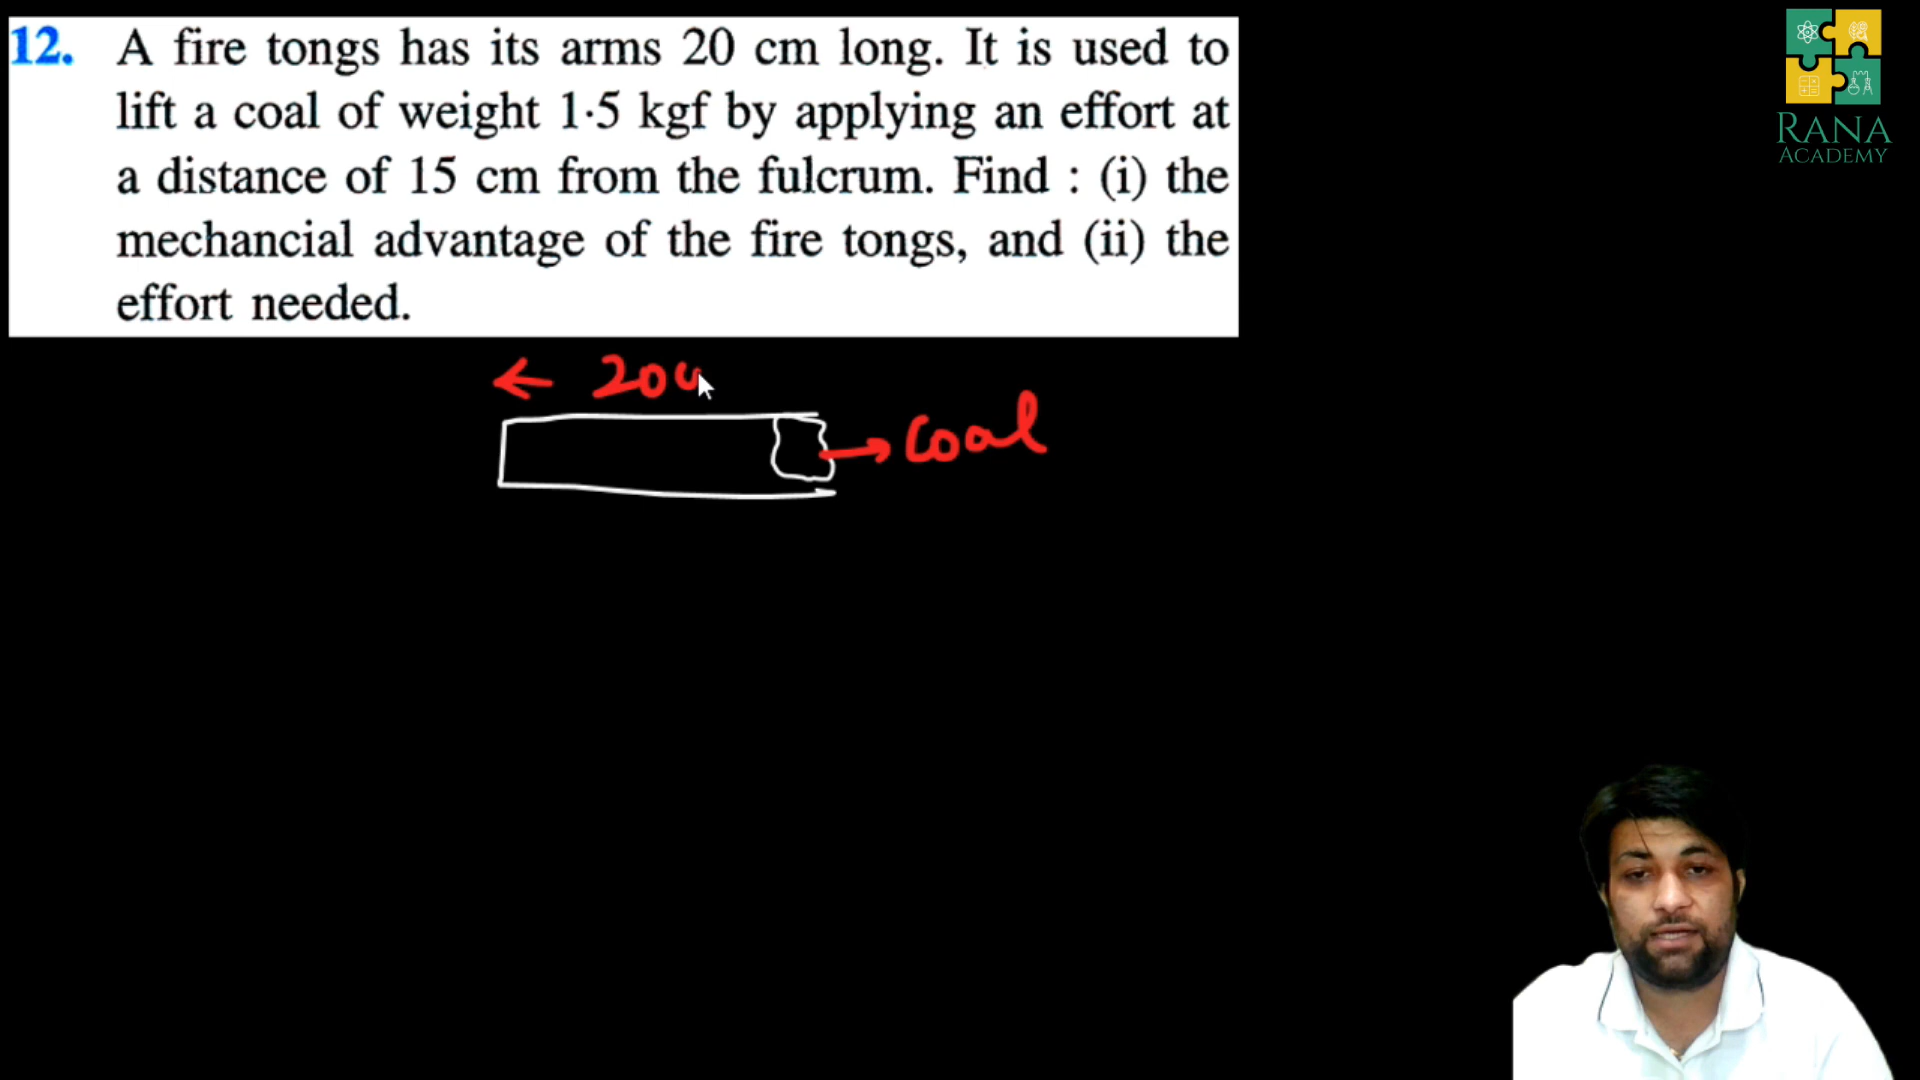 12. A fire tongs has its arms 20 cm long. It is used to
lift a coal of weight 1·5 kgf by applying an effort at
a distance of 15 cm from the fulcrum. Find : (i) the
mechancial advantage of the fire tongs, and (ii) the
effort needed.
← 20c
→ Coal
RANA
ACADEMY